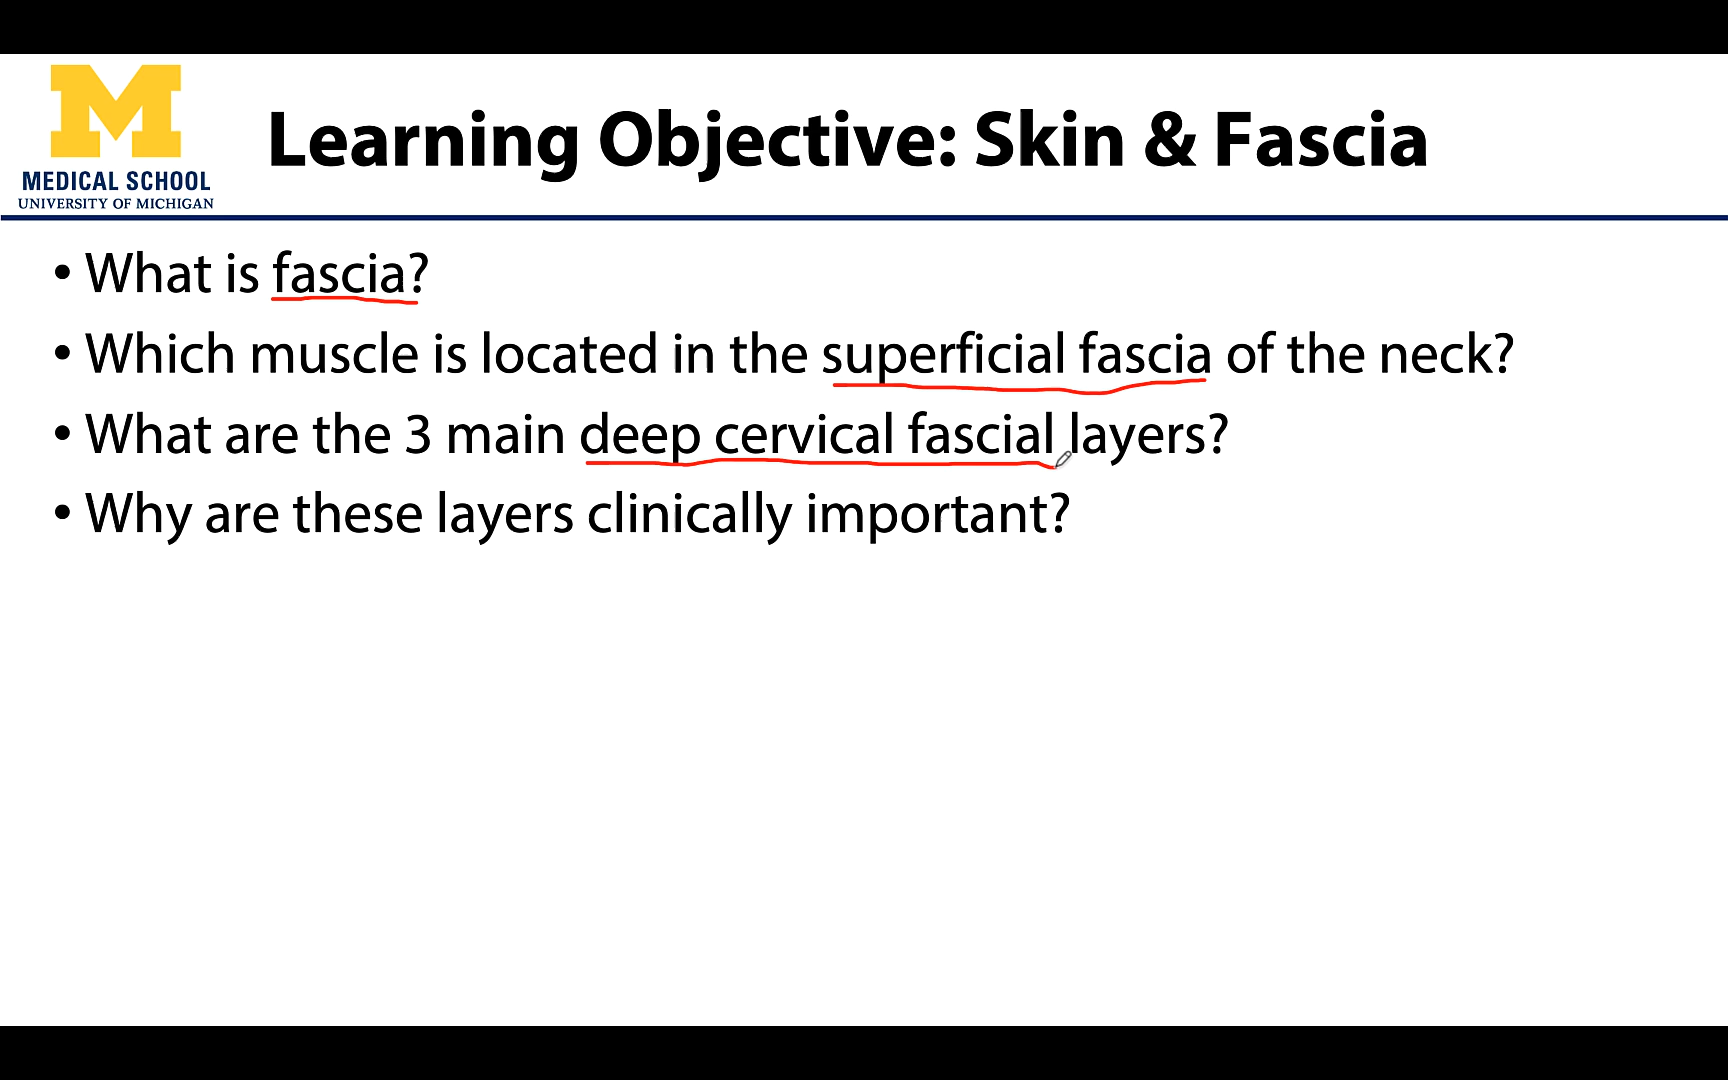 M
MEDICAL SCHOOL
UNIVERSITY OF MICHIGAN
Learning Objective: Skin & Fascia
• What is fascia?
• Which muscle is located in the superficial fascia of the neck?
• What are the 3 main deep cervical fascial layers?
• Why are these layers clinically important?